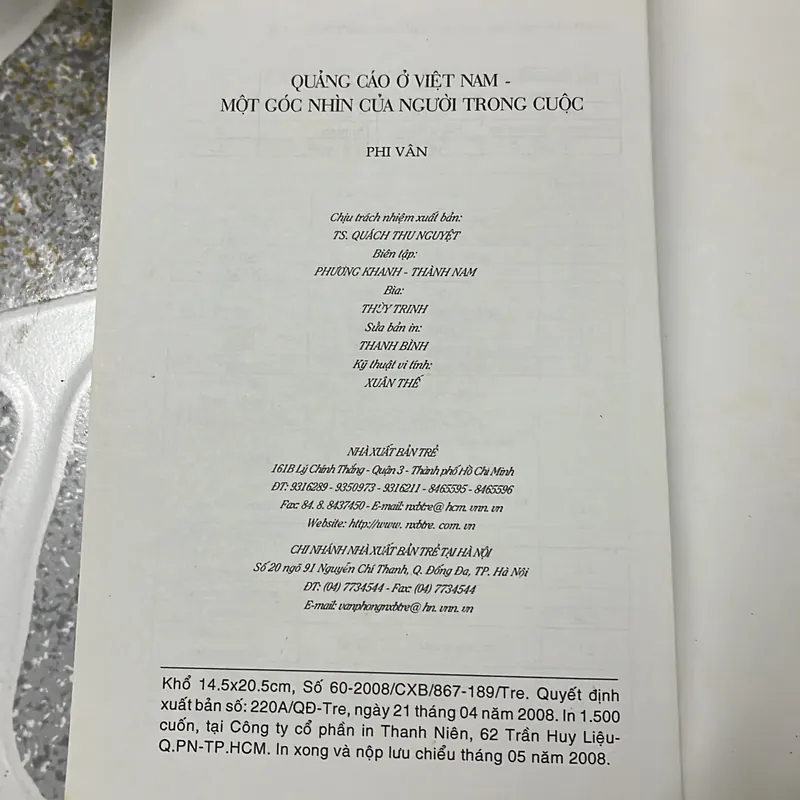 QUẢNG CÁO Ở VIỆT NAM -
MỘT GÓC NHÌN CỦA NGƯỜI TRONG CUỘC
PHI VÂN
Chịu trách nhiệm xuất bản:
TS. QUÁCH THU NGUYỆT
Biên tập:
PHƯƠNG KHANH - THÀNH NAM
Bìa:
THÙY TRINH
Sửa bản in:
THANH BÌNH
Kỹ thuật vi tính:
XUÂN THẾ
NHÀ XUẤT BẢN TRẺ
161B Lý Chính Thắng - Quận 3 - Thành phố Hồ Chí Minh
ĐT: 9316289 - 9350973 - 9316211 - 8465595 - 8465596
Fax: 84. 8. 8437450 - E-mail: nxbtre@ hcm. vnn. vn
Website: http://www. nxbtre. com. vn
CHI NHÁNH NHÀ XUẤT BẢN TRẺ TẠI HÀ NỘI
Số 20 ngõ 91 Nguyễn Chí Thanh, Q. Đống Đa, TP. Hà Nội
ĐT: (04) 7734544 - Fax: (04) 7734544
E-mail: vanphongnxbtre@ hn. vnn. vn
Khổ 14.5x20.5cm, Số 60-2008/CXB/867-189/Tre. Quyết định
xuất bản số: 220A/QĐ-Tre, ngày 21 tháng 04 năm 2008. In 1.500
cuốn, tại Công ty cổ phần in Thanh Niên, 62 Trần Huy Liệu-
Q.PN-TP.HCM. In xong và nộp lưu chiểu tháng 05 năm 2008.